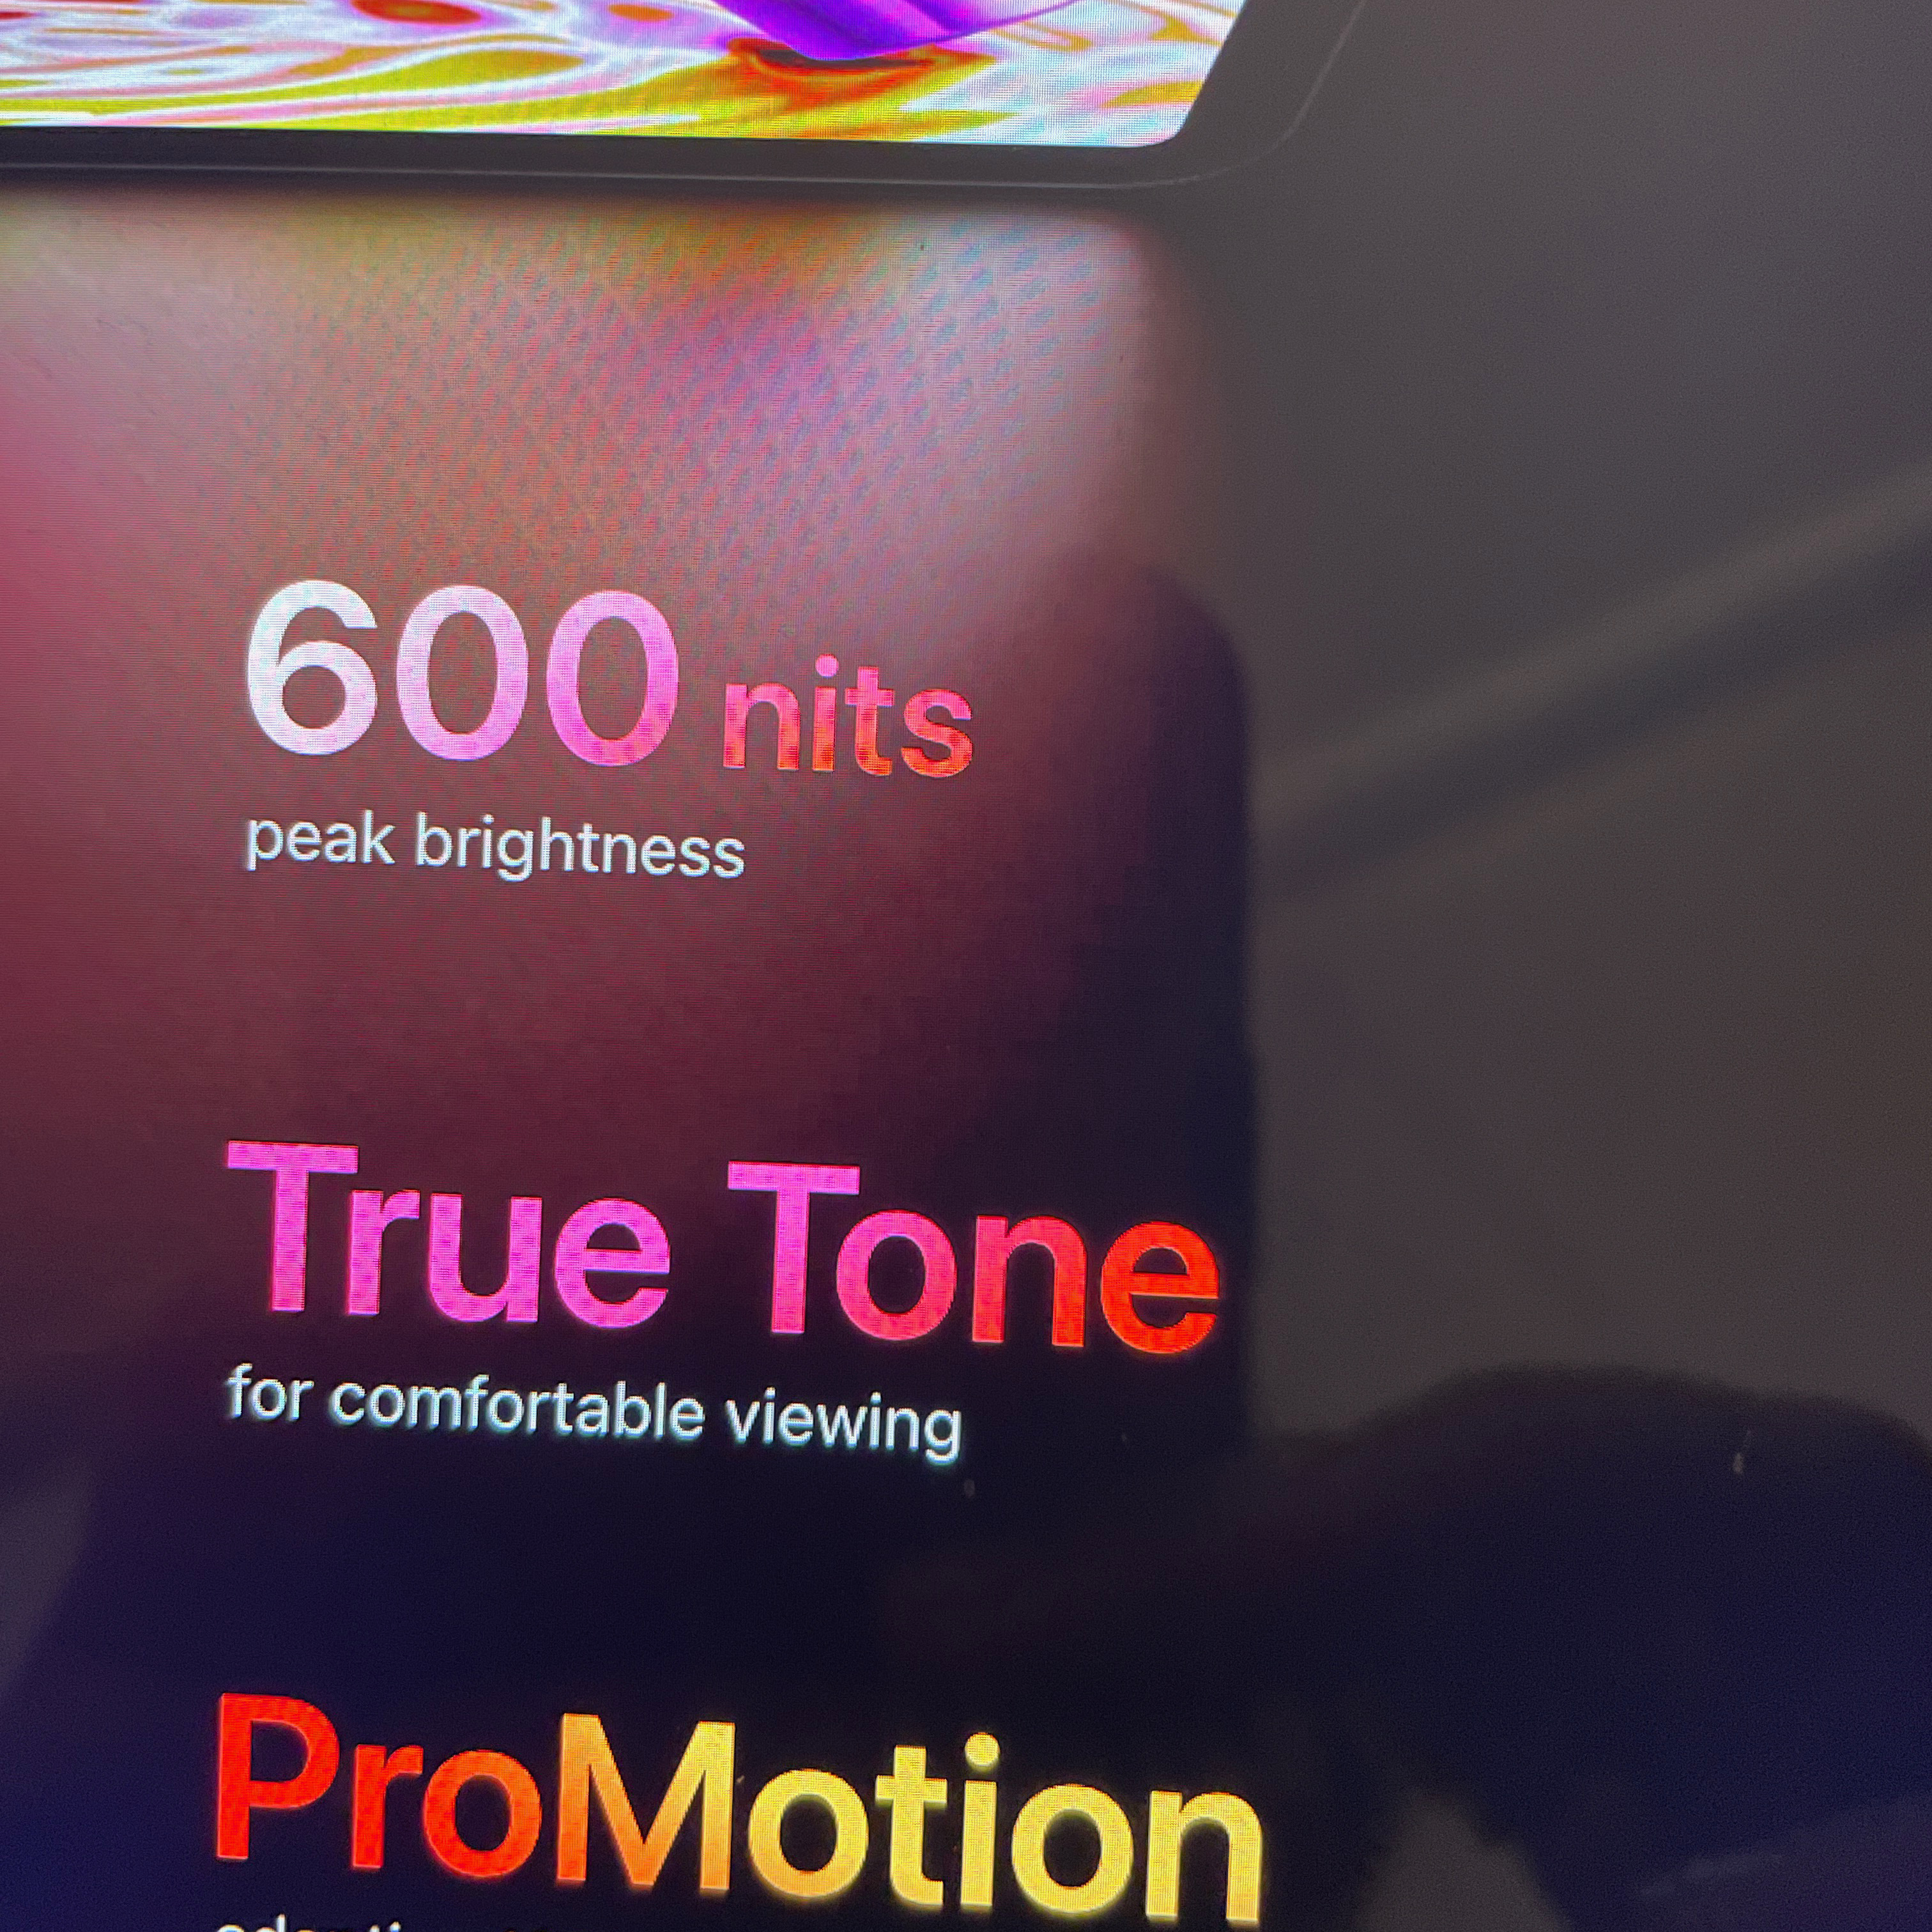 600 nits
peak brightness
True Tone
for comfortable viewing
ProMotion